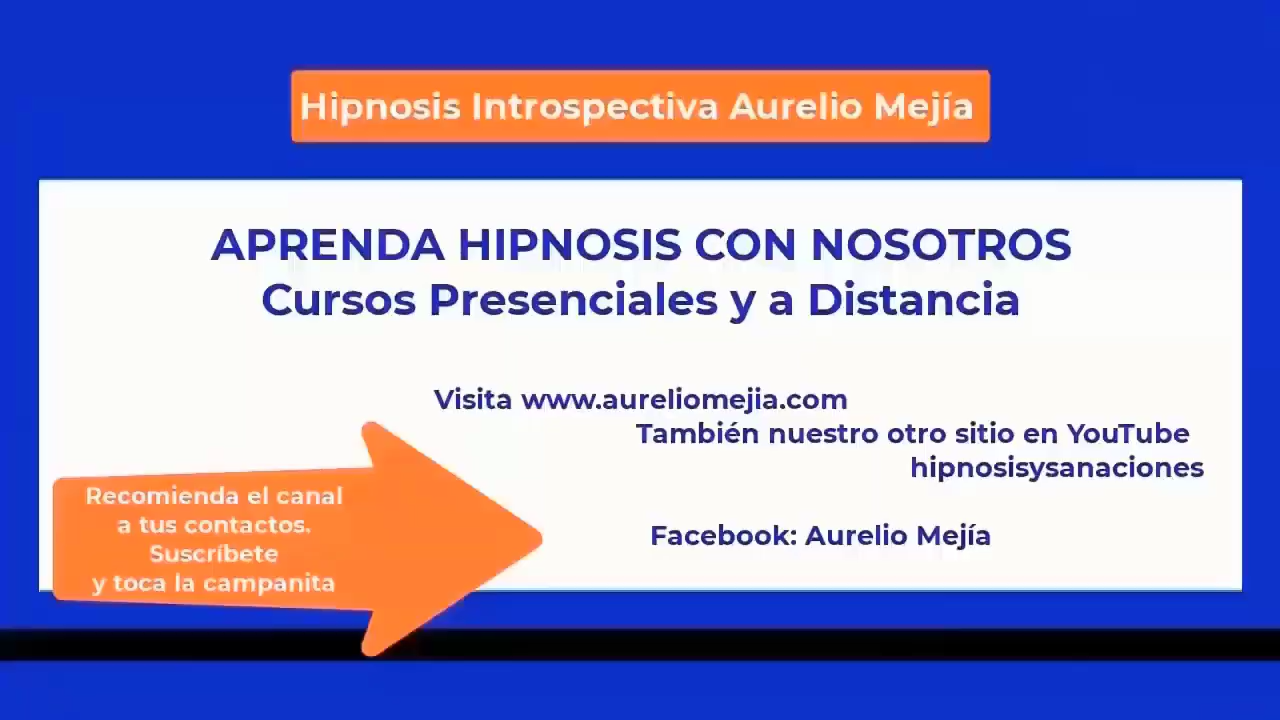 Hipnosis Introspectiva Aurelio Mejía
APRENDA HIPNOSIS CON NOSOTROS
Cursos Presenciales y a Distancia
Visita www.aureliomejia.com
También nuestro otro sitio en YouTube
hipnosisysanaciones
Facebook: Aurelio Mejía
Recomienda el canal
a tus contactos.
Suscríbete
y toca la campanita